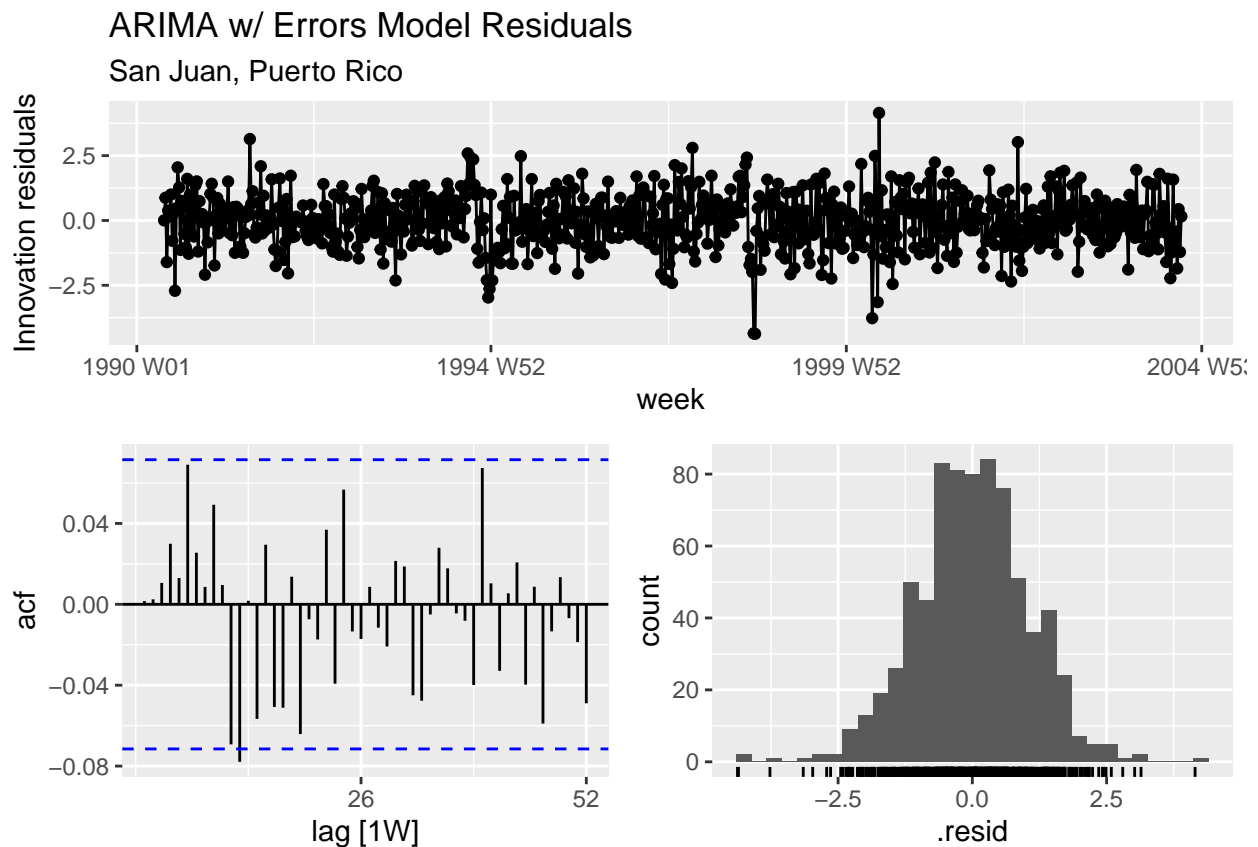 ARIMA w/ Errors Model Residuals
San Juan, Puerto Rico
Innovation residuals
2.5
0.0
−2.5
1990 W01
1994 W52
1999 W52
2004 W53
week
acf
0.04
0.00
−0.04
−0.08
26
52
lag [1W]
count
80
60
40
20
0
−2.5
0.0
2.5
.resid